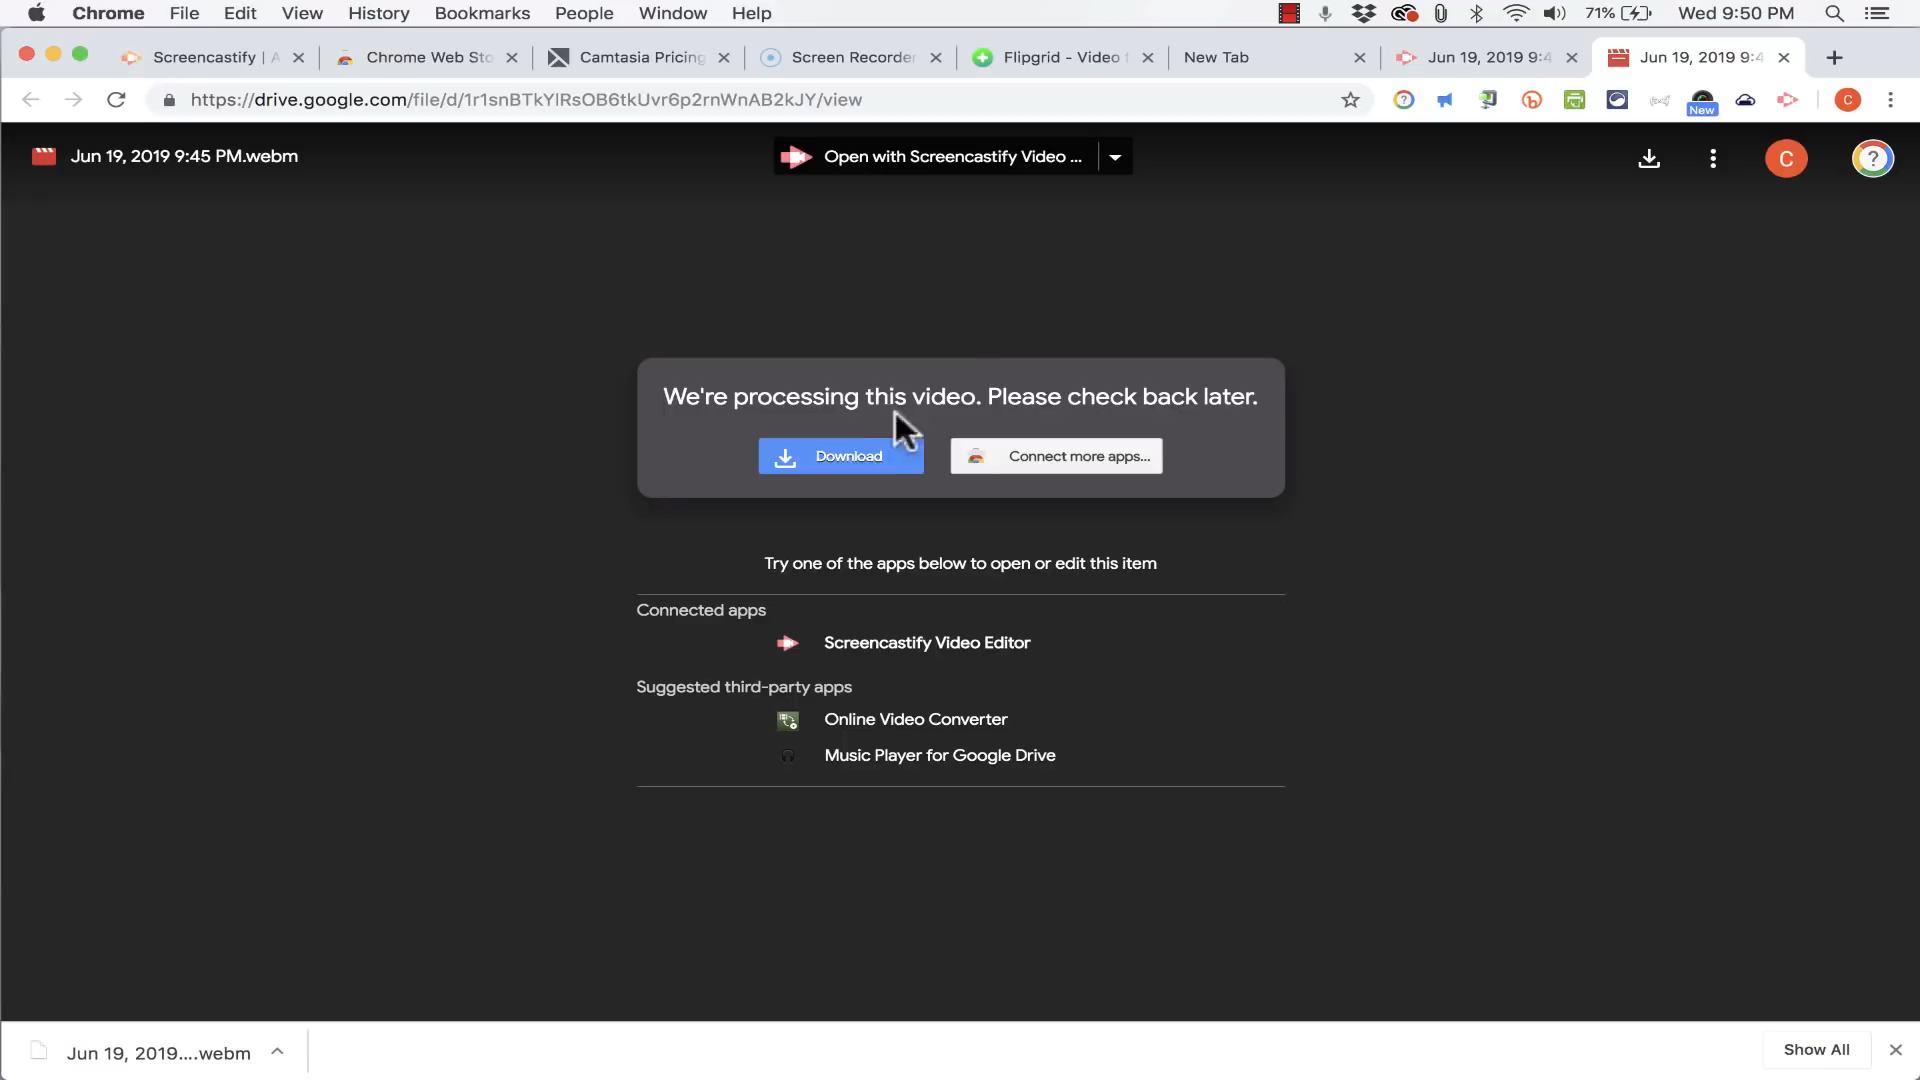 Chrome File Edit View History Bookmarks People Window Help 71% Wed 9:50 PM
Screencastify | A Chrome Web Sto Camtasia Pricing Screen Recorder Flipgrid - Video f New Tab Jun 19, 2019 9:4 Jun 19, 2019 9:4
https://drive.google.com/file/d/1r1snBTkYlRsOB6tkUvr6p2rnWnAB2kJY/view New C
Jun 19, 2019 9:45 PM.webm Open with Screencastify Video ... C ?
We're processing this video. Please check back later.
Download Connect more apps...
Try one of the apps below to open or edit this item
Connected apps
Screencastify Video Editor
Suggested third-party apps
Online Video Converter
Music Player for Google Drive
Jun 19, 2019....webm Show All